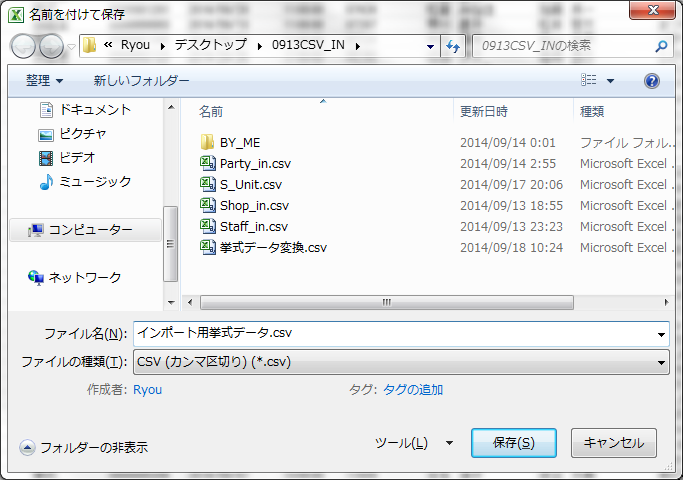 名前を付けて保存
≪ Ryou ▸ デスクトップ ▸ 0913CSV_IN
0913CSV_INの検索
整理 新しいフォルダー
ドキュメント
ピクチャ
ビデオ
ミュージック
コンピューター
ネットワーク
名前 更新日時 種類
BY_ME 2014/09/14 0:01 ファイル フォル...
Party_in.csv 2014/09/14 2:55 Microsoft Excel .
S_Unit.csv 2014/09/17 20:06 Microsoft Excel .
Shop_in.csv 2014/09/13 18:55 Microsoft Excel .
Staff_in.csv 2014/09/13 23:23 Microsoft Excel .
挙式データ変換.csv 2014/09/18 10:24 Microsoft Excel .
ファイル名(N): インポート用挙式データ.csv
ファイルの種類(T): CSV (カンマ区切り) (*.csv)
作成者: Ryou タグ: タグの追加
フォルダーの非表示
ツール(L) 保存(S) キャンセル